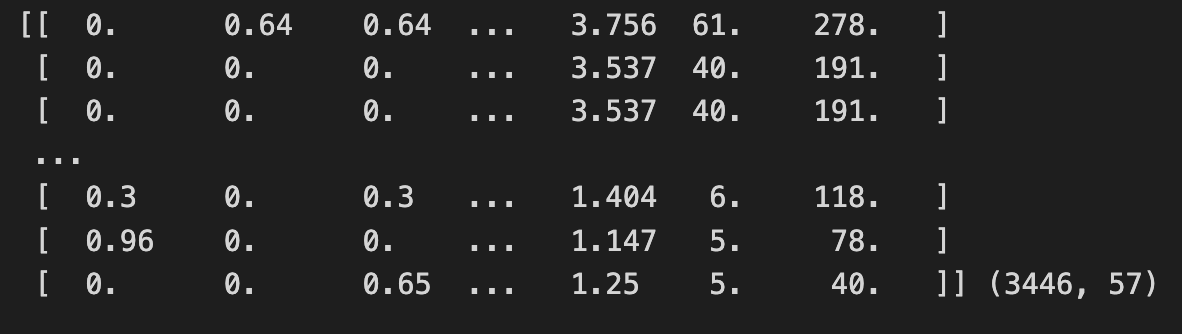 [[  0.      0.64    0.64  ...   3.756  61.    278.   ]
 [  0.      0.      0.    ...   3.537  40.    191.   ]
 [  0.      0.      0.    ...   3.537  40.    191.   ]
 ...
 [  0.3     0.      0.3   ...   1.404   6.    118.   ]
 [  0.96    0.      0.    ...   1.147   5.     78.   ]
 [  0.      0.      0.65  ...   1.25    5.     40.   ]] (3446, 57)